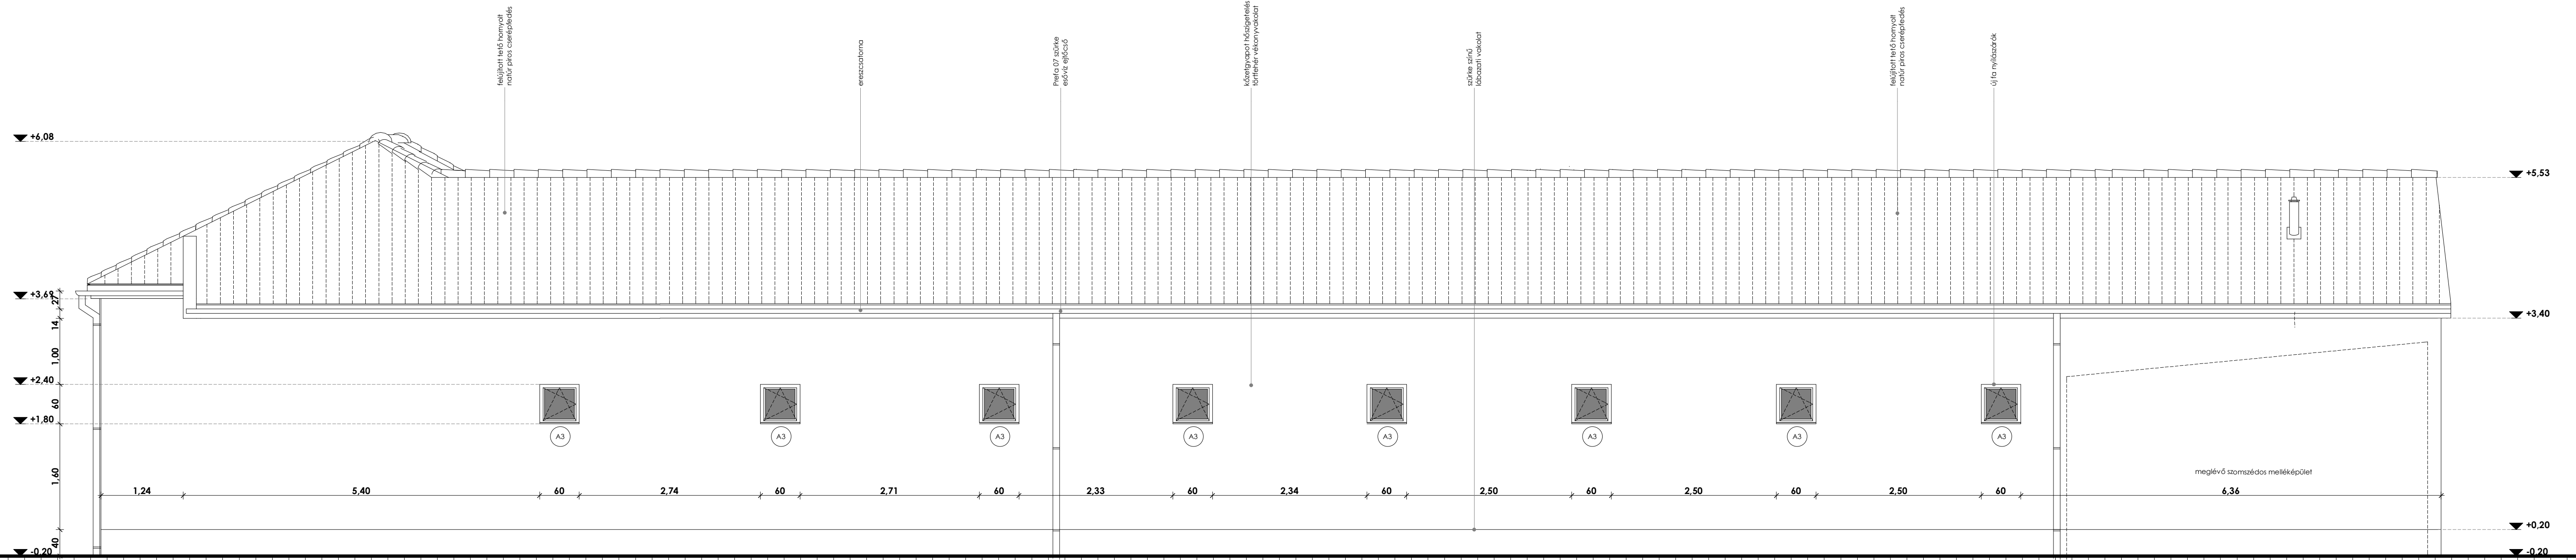 felújított tető hornyolt
natúr piros cserépfedés
ereszcsatorna
Prefa 07 szürke
esővíz ejtőcső
kőzetgyapot hőszigetelés
törtfehér vékonyvakolat
szürke színű
lábazati vakolat
felújított tető hornyolt
natúr piros cserépfedés
új fa nyílászárók
+6,08
+5,53
+3,69
27
+3,40
14
1,00
+2,40
60
+1,80
A3
A3
A3
A3
A3
A3
A3
A3
1,60
meglévő szomszédos melléképület
1,24
5,40
60
2,74
60
2,71
60
2,33
60
2,34
60
2,50
60
2,50
60
2,50
60
6,36
+0,20
40
-0,20
-0,20